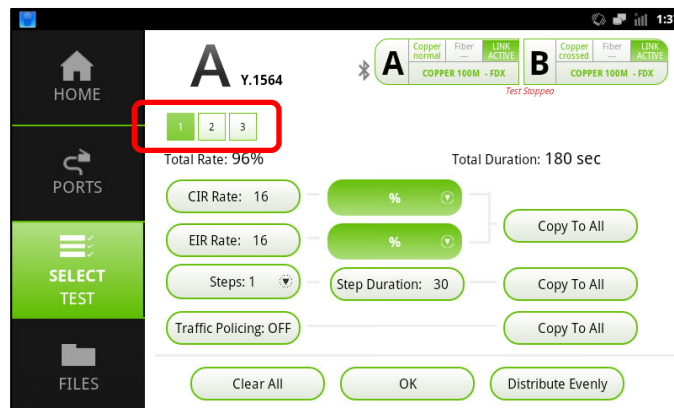 1:3
HOME
PORTS
SELECT
TEST
FILES
A Y.1564
A
Copper normal
Fiber —
LINK ACTIVE
COPPER 100M - FDX
B
Copper crossed
Fiber —
LINK ACTIVE
COPPER 100M - FDX
Test Stopped
1 2 3
Total Rate: 96% Total Duration: 180 sec
CIR Rate: 16 %
Copy To All
EIR Rate: 16 %
Steps: 1 Step Duration: 30 Copy To All
Traffic Policing: OFF Copy To All
Clear All OK Distribute Evenly